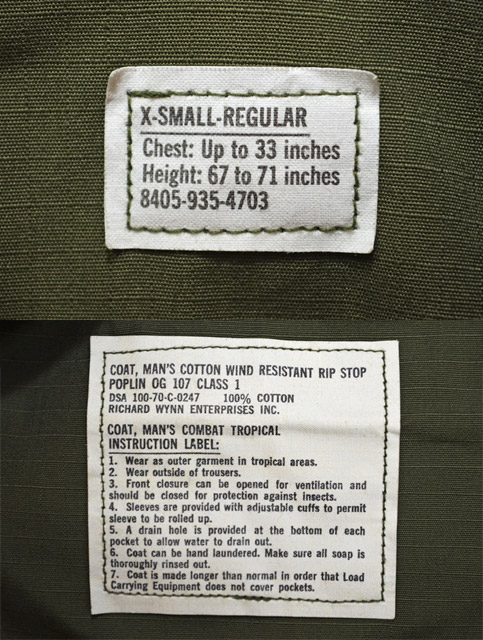 X-SMALL-REGULAR
Chest: Up to 33 inches
Height: 67 to 71 inches
8405-935-4703
COAT, MAN'S COTTON WIND RESISTANT RIP STOP
POPLIN OG 107 CLASS 1
DSA 100-70-C-0247 100% COTTON
RICHARD WYNN ENTERPRISES INC.
COAT, MAN'S COMBAT TROPICAL
INSTRUCTION LABEL:
1. Wear as outer garment in tropical areas.
2. Wear outside of trousers.
3. Front closure can be opened for ventilation and
should be closed for protection against insects.
4. Sleeves are provided with adjustable cuffs to permit
sleeve to be rolled up.
5. A drain hole is provided at the bottom of each
pocket to allow water to drain out.
6. Coat can be hand laundered. Make sure all soap is
thoroughly rinsed out.
7. Coat is made longer than normal in order that Load
Carrying Equipment does not cover pockets.